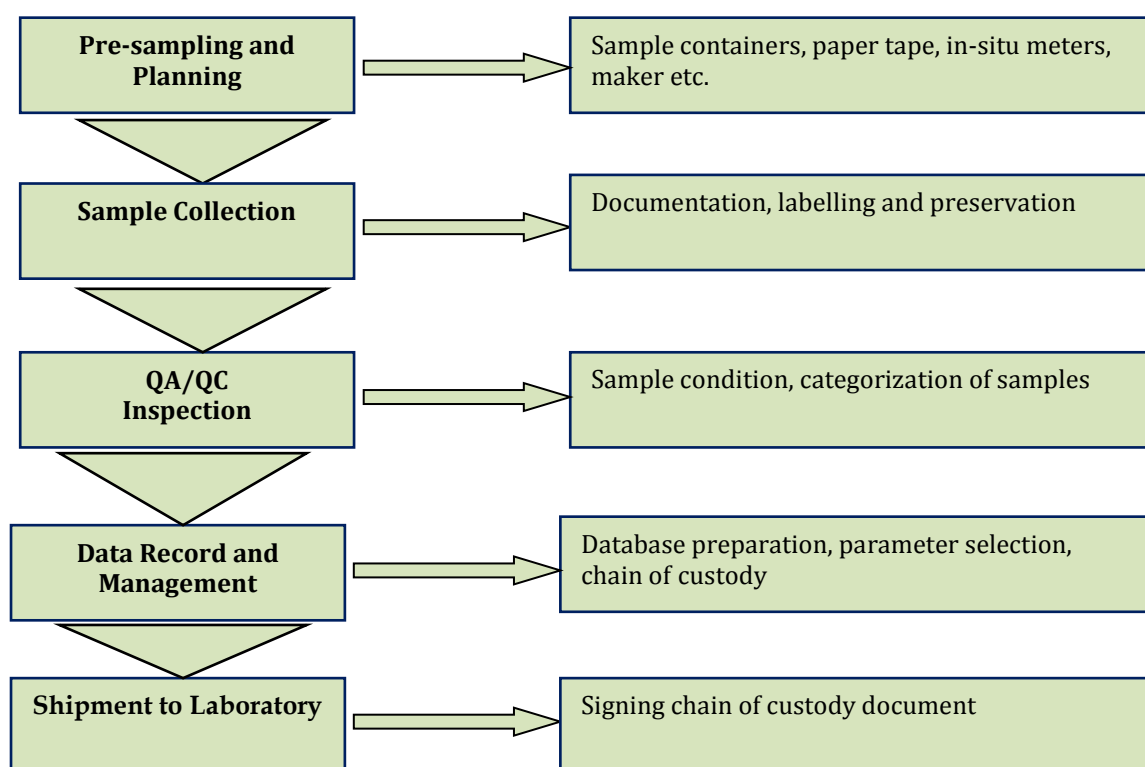 Pre-sampling and
Planning
Sample containers, paper tape, in-situ meters,
maker etc.
Sample Collection
Documentation, labelling and preservation
QA/QC
Inspection
Sample condition, categorization of samples
Data Record and
Management
Database preparation, parameter selection,
chain of custody
Shipment to Laboratory
Signing chain of custody document